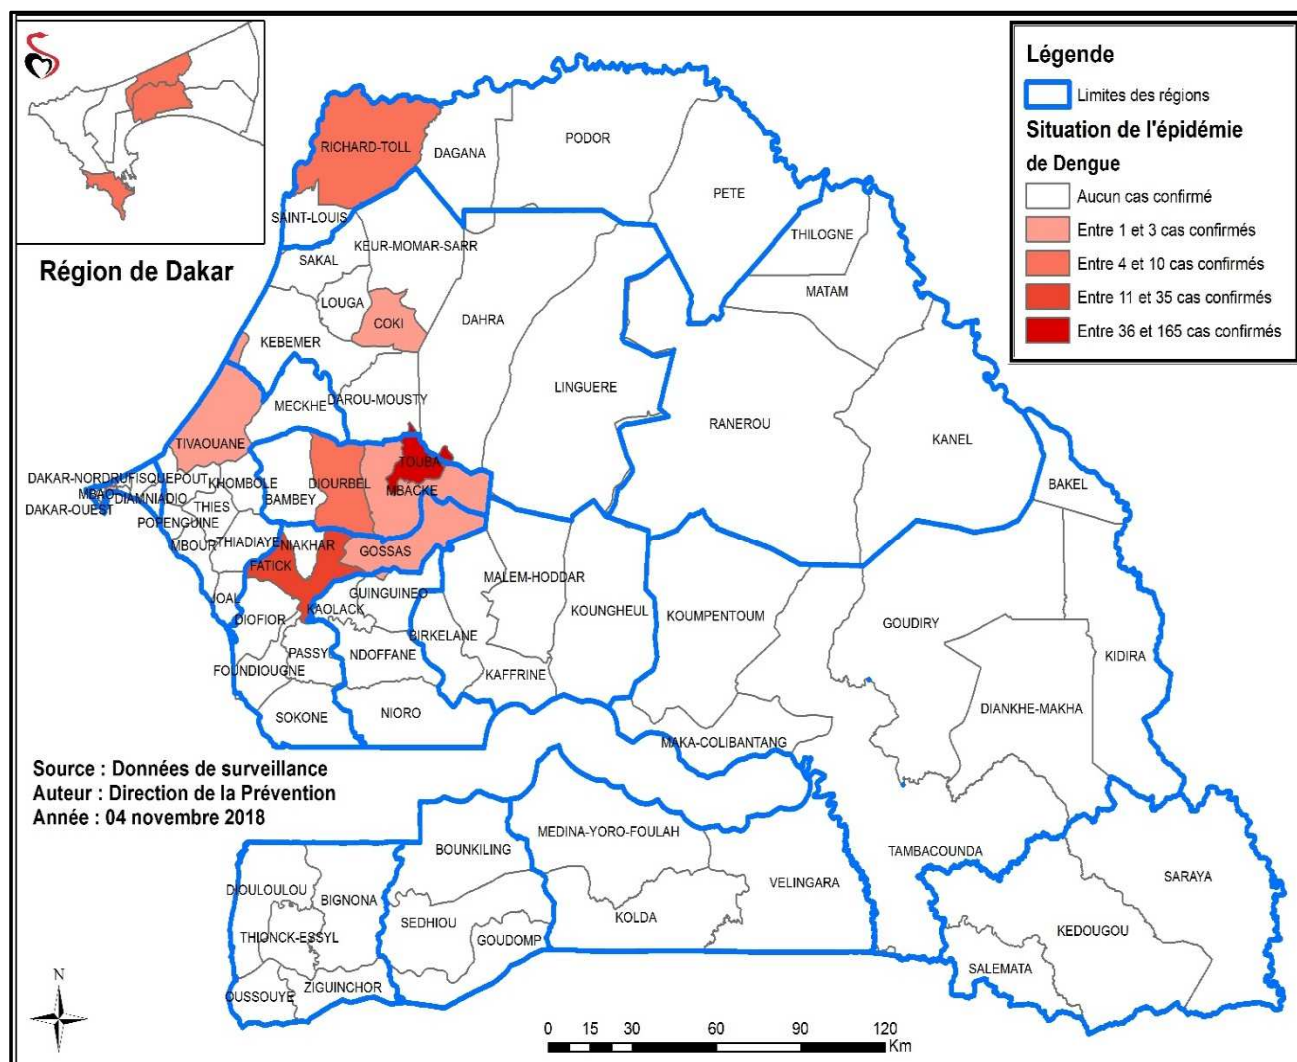 Région de Dakar
Légende
Limites des régions
Situation de l'épidémie
de Dengue
Aucun cas confirmé
Entre 1 et 3 cas confirmés
Entre 4 et 10 cas confirmés
Entre 11 et 35 cas confirmés
Entre 36 et 165 cas confirmés
PODOR
RICHARD-TOLL
DAGANA
PETE
SAINT-LOUIS
THILOGNE
KEUR-MOMAR-SARR
SAKAL
MATAM
LOUGA
COKI
DAHRA
KEBEMER
LINGUERE
MECKHE
DAROU-MOUSTY
RANEROU
KANEL
TIVAOUANE
TOUBA
DAKAR-NORD
RUFISQUE
POUT
KHOMBOLE
DIOURBEL
MBACKE
BAKEL
MBAO
DIAMNIADIO
BAMBEY
DAKAR-OUEST
THIES
POPENGUINE
MBOUR
THIADIAYE
NIAKHAR
GOSSAS
FATICK
MALEM-HODDAR
JOAL
GUINGUINEO
KAOLACK
KOUNGHEUL
KOUMPENTOUM
DIOFIOR
GOUDIRY
BIRKELANE
PASSY
NDOFFANE
KIDIRA
FOUNDIOUGNE
KAFFRINE
SOKONE
NIORO
DIANKHE-MAKHA
MAKA-COLIBANTANG
Source : Données de surveillance
Auteur : Direction de la Prévention
Année : 04 novembre 2018
MEDINA-YORO-FOULAH
BOUNKILING
TAMBACOUNDA
DIOULOULOU
VELINGARA
SARAYA
BIGNONA
SEDHIOU
KOLDA
THIONCK-ESSYL
GOUDOMP
KEDOUGOU
SALEMATA
ZIGUINCHOR
OUSSOUYE
N
0 15 30 60 90 120
Km